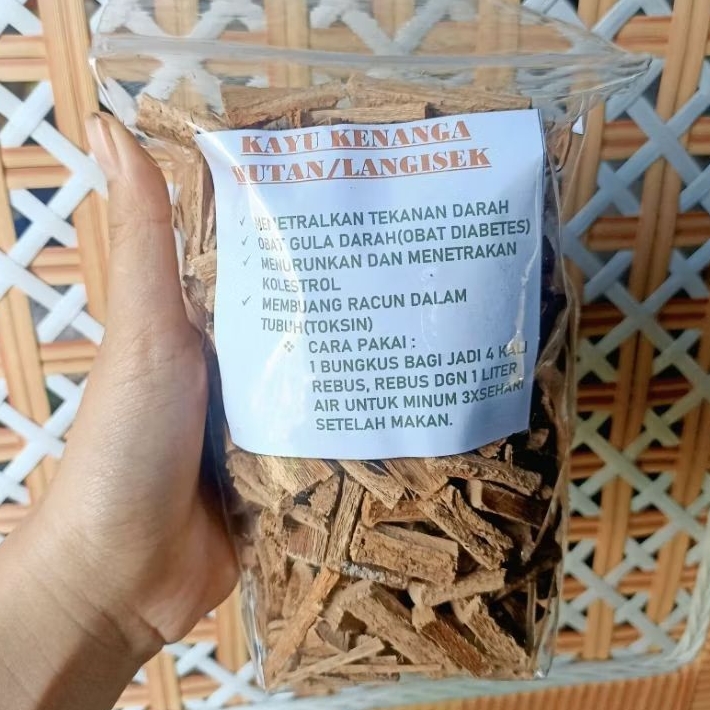 KAYU KENANGA
HUTAN/LANGISEK
✓ MENETRALKAN TEKANAN DARAH
✓ OBAT GULA DARAH(OBAT DIABETES)
✓ MENURUNKAN DAN MENETRAKAN
KOLESTROL
✓ MEMBUANG RACUN DALAM
TUBUH(TOKSIN)
❖ CARA PAKAI :
1 BUNGKUS BAGI JADI 4 KALI
REBUS, REBUS DGN 1 LITER
AIR UNTUK MINUM 3XSEHARI
SETELAH MAKAN.